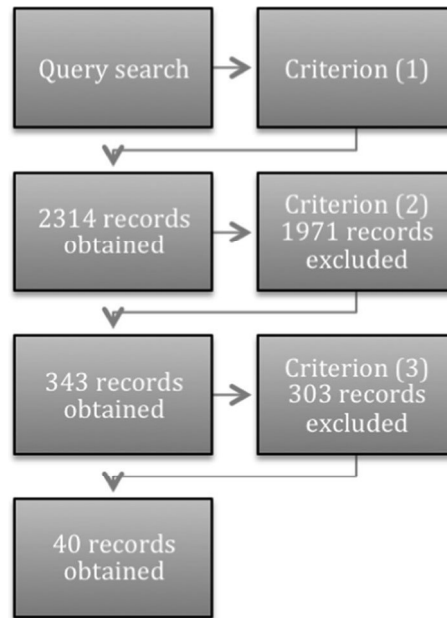 Query search
Criterion (1)
2314 records
obtained
Criterion (2)
1971 records
excluded
343 records
obtained
Criterion (3)
303 records
excluded
40 records
obtained